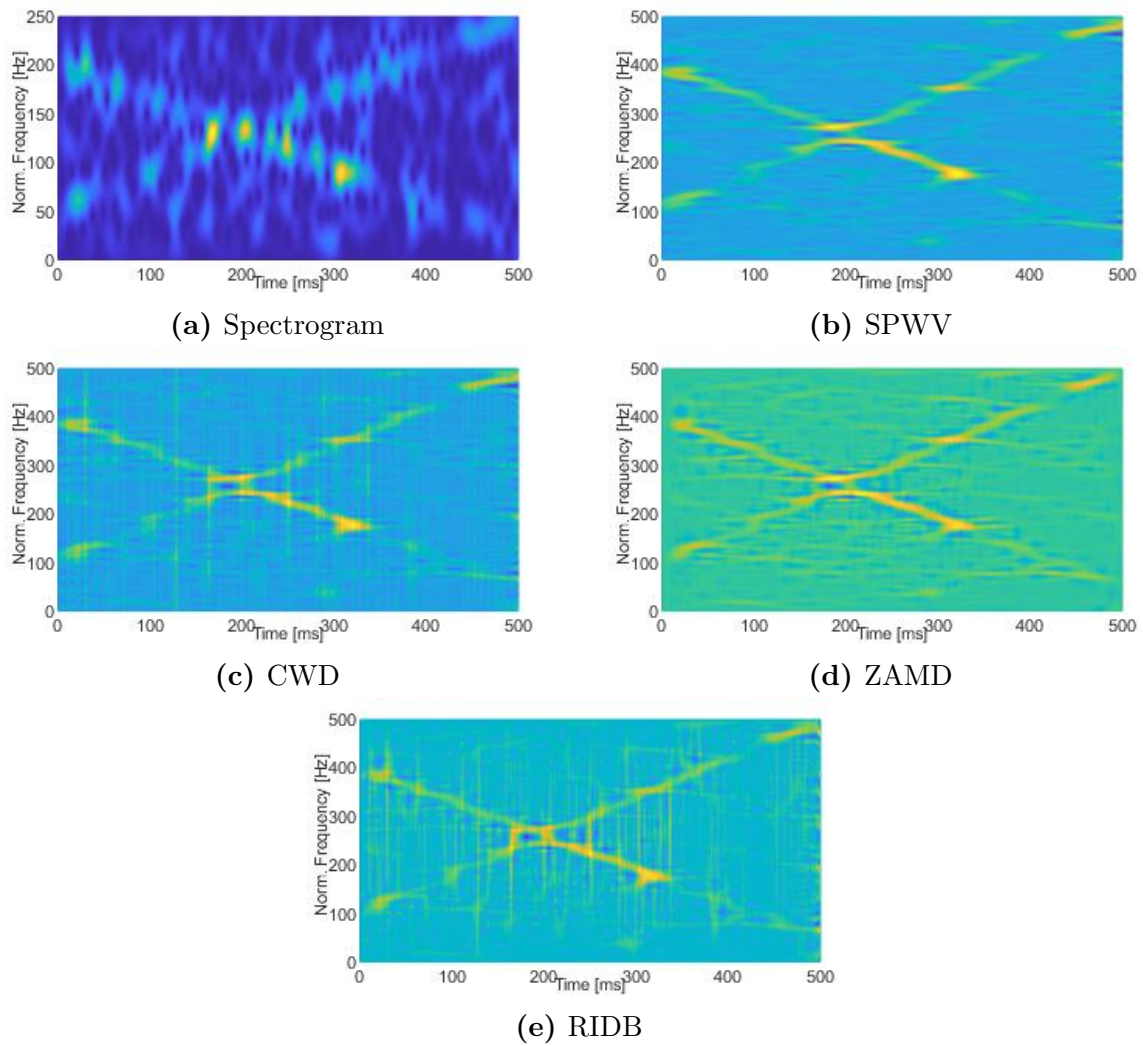 250
200
150
100
50
0
Norm. Frequency [Hz]
0 100 200 300 400 500
Time [ms]
(a) Spectrogram
500
400
300
200
100
0
Norm. Frequency [Hz]
0 100 200 300 400 500
Time [ms]
(b) SPWV
500
400
300
200
100
0
Norm. Frequency [Hz]
0 100 200 300 400 500
Time [ms]
(c) CWD
500
400
300
200
100
0
Norm. Frequency [Hz]
0 100 200 300 400 500
Time [ms]
(d) ZAMD
500
400
300
200
100
0
Norm. Frequency [Hz]
0 100 200 300 400 500
Time [ms]
(e) RIDB